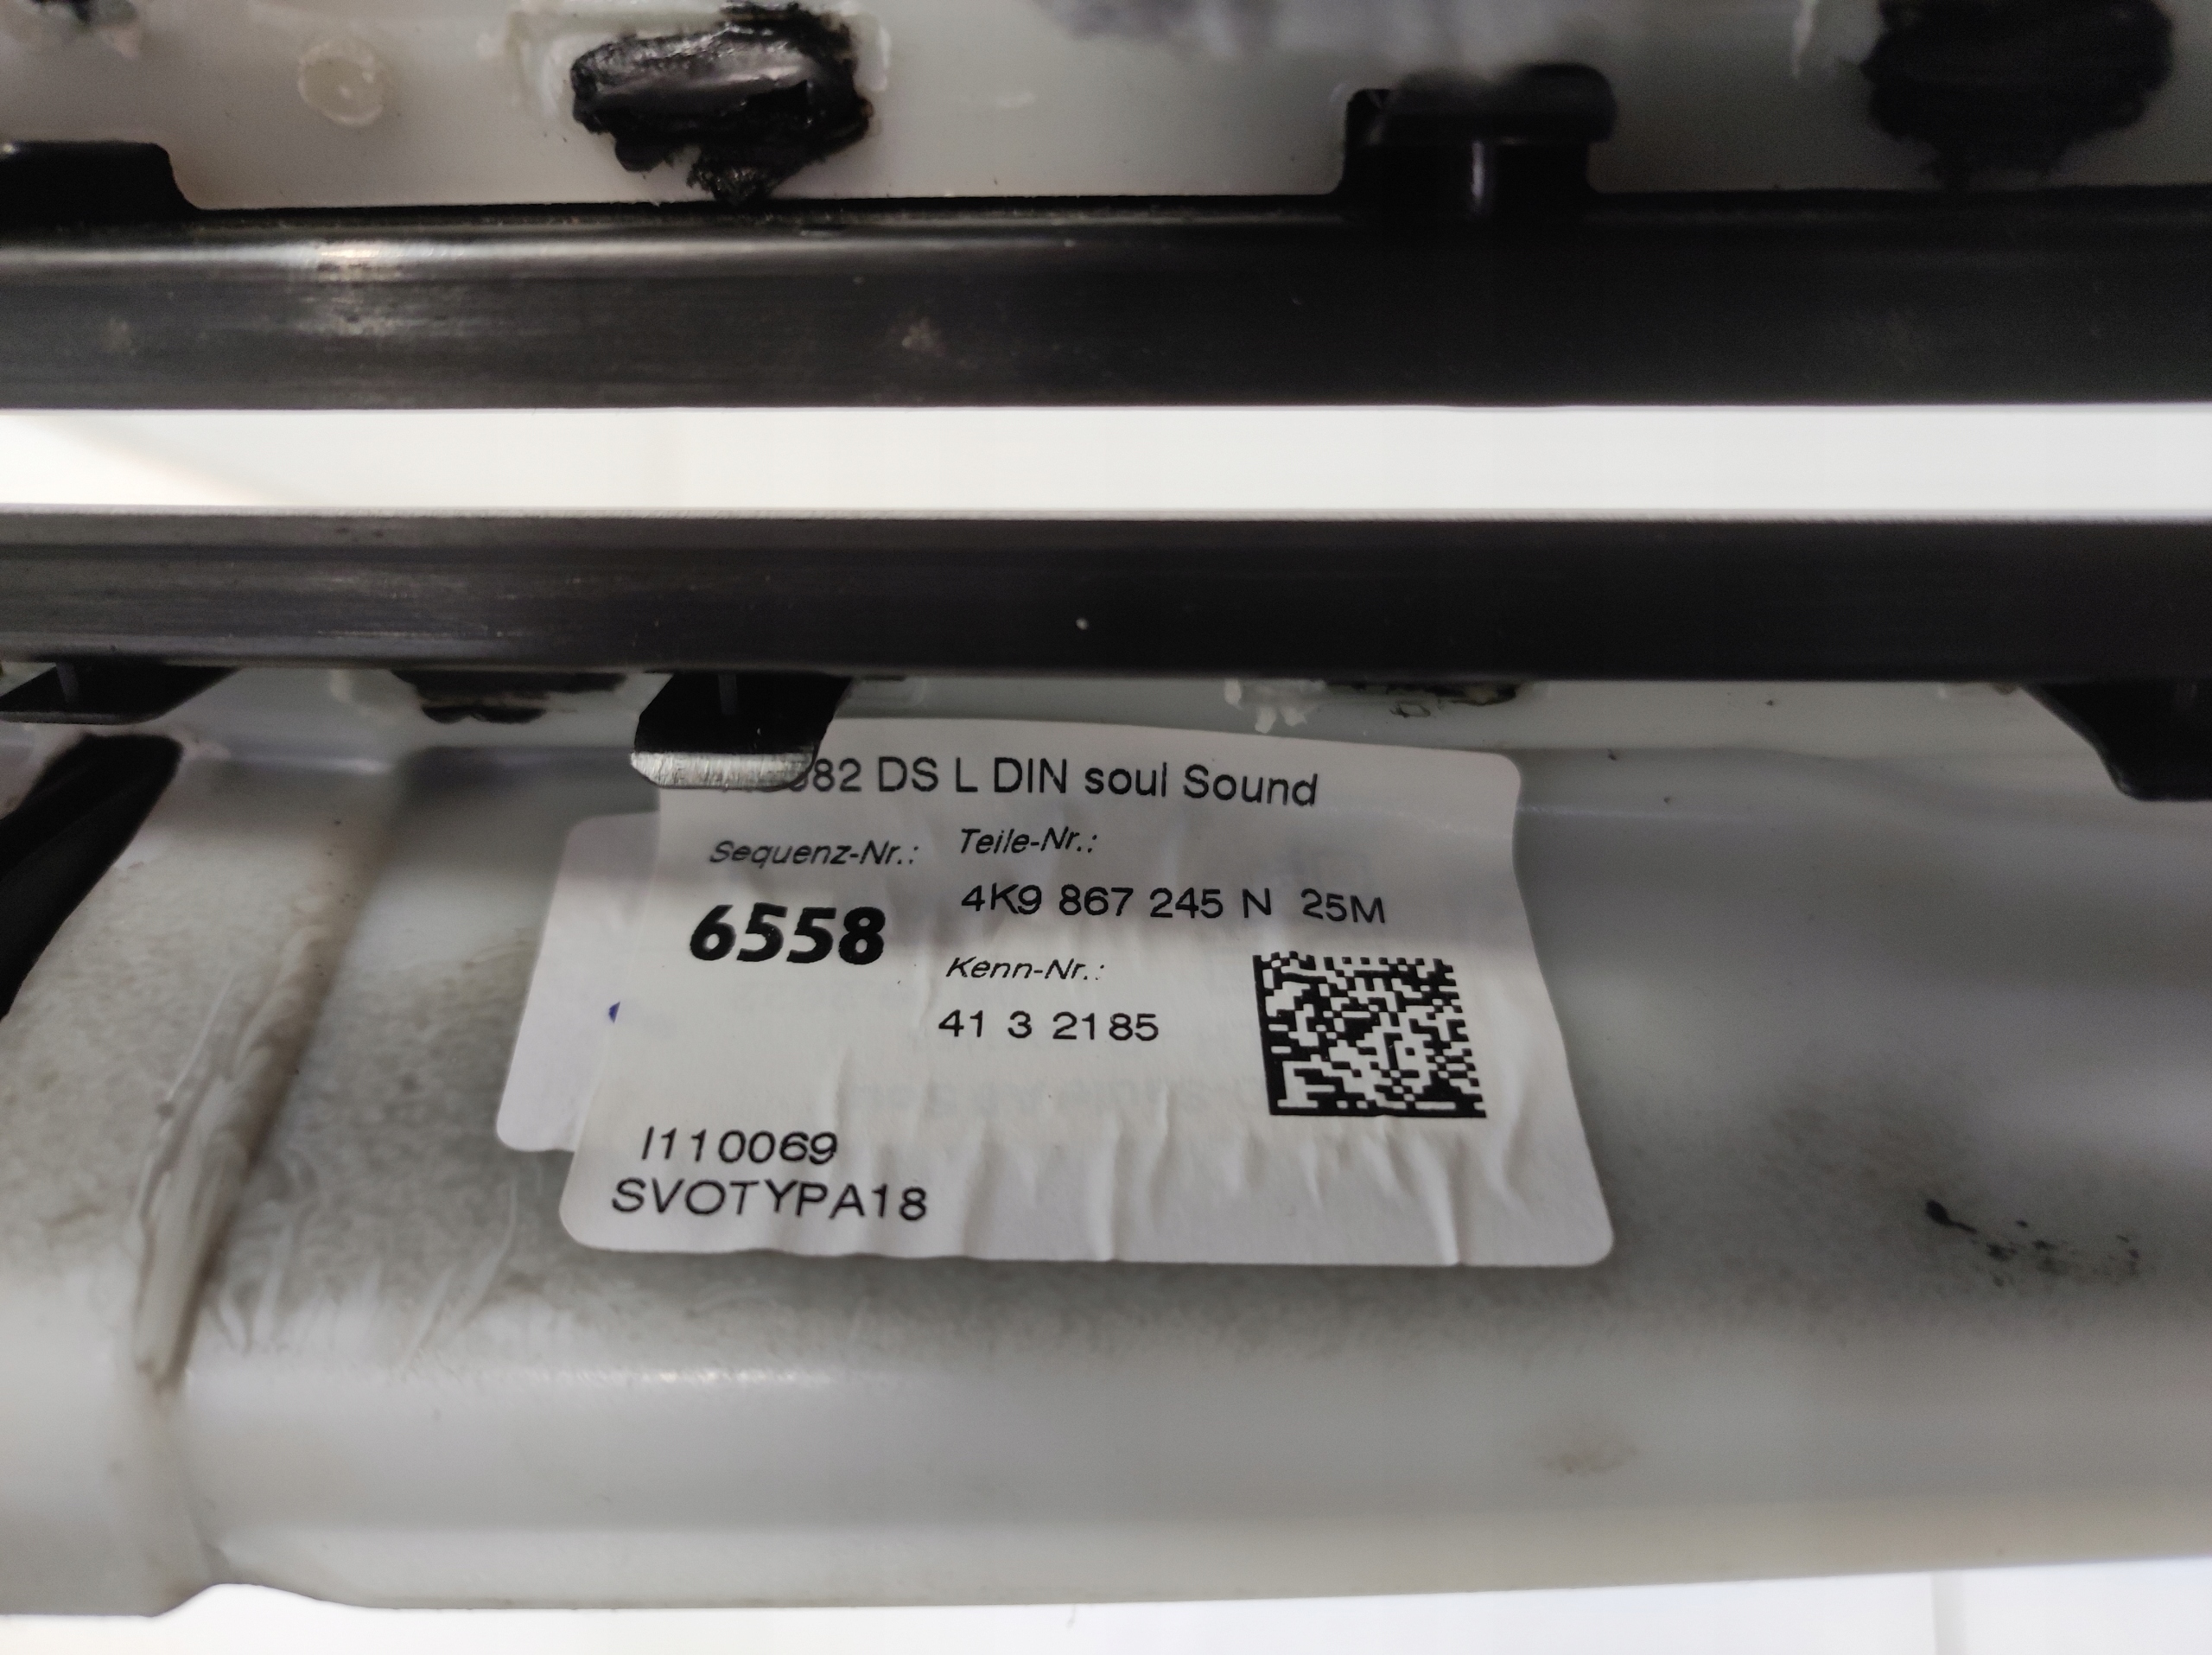 82 DS L DIN soul Sound
Sequenz-Nr.: Teile-Nr.:
4K9 867 245 N 25M
6558
Kenn-Nr.:
41 3 2185
I110069
SVOTYPA18